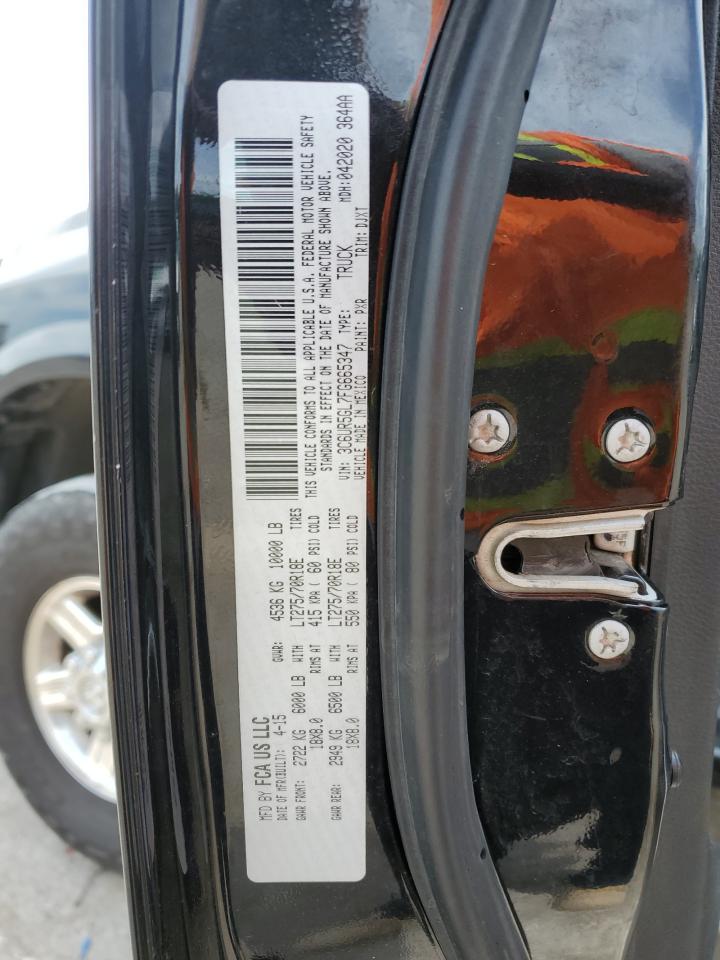 MFD BY FCA US LLC
DATE OF MFR(BUILT): 4-15 GVWR: 4536 KG 10000 LB
GAWR FRONT: 2722 KG 6000 LB WITH LT275/70R18E TIRES
18X8.0 RIMS AT 415 KPA ( 60 PSI) COLD
GAWR REAR: 2949 KG 6500 LB WITH LT275/70R18E TIRES
18X8.0 RIMS AT 550 KPA ( 80 PSI) COLD
THIS VEHICLE CONFORMS TO ALL APPLICABLE U.S.A. FEDERAL MOTOR VEHICLE SAFETY
STANDARDS IN EFFECT ON THE DATE OF MANUFACTURE SHOWN ABOVE.
VIN: 3C6UR5GL7FG665347 TYPE: TRUCK MDH: 042020 364AA
VEHICLE MADE IN MEXICO PAINT: PXR TRIM: DJXT